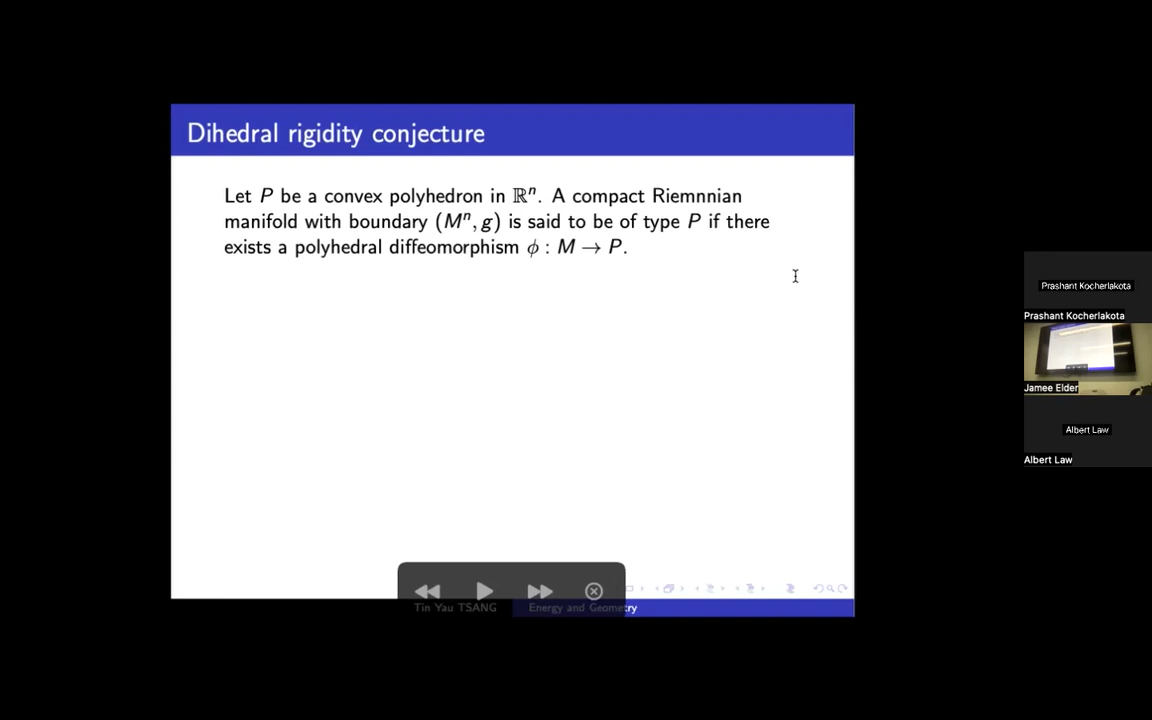 Dihedral rigidity conjecture
Let P be a convex polyhedron in ℝⁿ. A compact Riemnnian
manifold with boundary (Mⁿ, g) is said to be of type P if there
exists a polyhedral diffeomorphism ϕ : M → P.
Tin Yau TSANG
Energy and Geometry
Prashant Kocherlakota
Prashant Kocherlakota
Jamee Elder
Albert Law
Albert Law